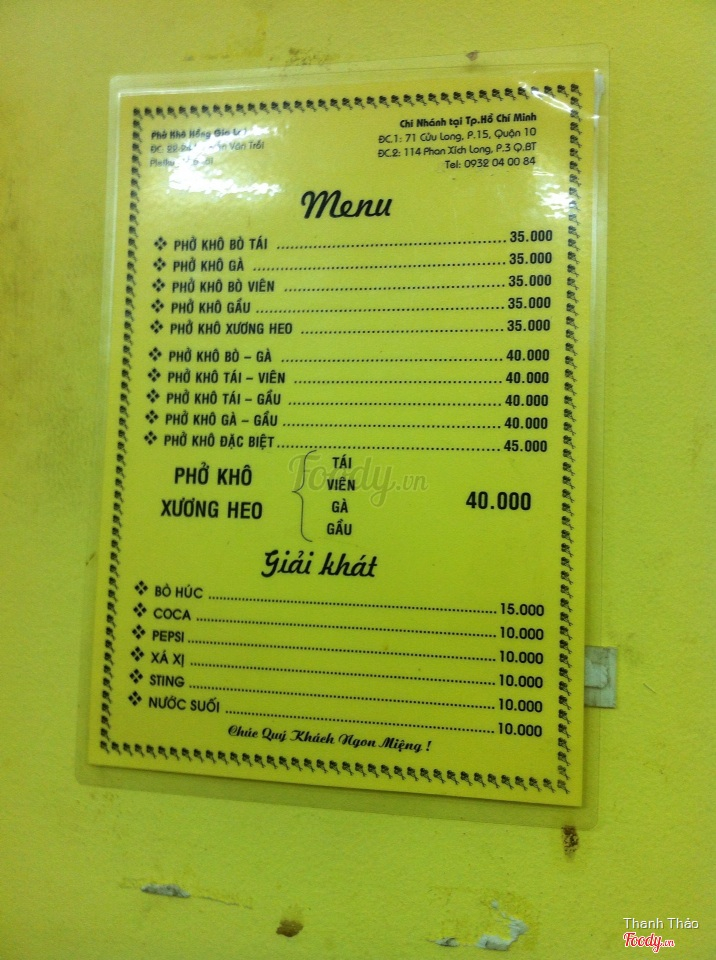 Phở Khô Hồng Gia Lai
ĐC: 22-24 Văn Trỗi
Chi Nhánh tại Tp.Hồ Chí Minh
ĐC.1: 71 Cửu Long, P.15, Quận 10
ĐC.2: 114 Phan Xích Long, P.3 Q.BT
Tel: 0932 04 00 84
Menu
PHỞ KHÔ BÒ TÁI 35.000
PHỞ KHÔ GÀ 35.000
PHỞ KHÔ BÒ VIÊN 35.000
PHỞ KHÔ GẦU 35.000
PHỞ KHÔ XƯƠNG HEO 35.000
PHỞ KHÔ BÒ – GÀ 40.000
PHỞ KHÔ TÁI – VIÊN 40.000
PHỞ KHÔ TÁI – GẦU 40.000
PHỞ KHÔ GÀ – GẦU 40.000
PHỞ KHÔ ĐẶC BIỆT 45.000
PHỞ KHÔ
XƯƠNG HEO
TÁI
VIÊN
GÀ
GẦU
40.000
Foody.vn
Giải khát
BÒ HÚC 15.000
COCA 10.000
PEPSI 10.000
XÁ XỊ 10.000
STING 10.000
NƯỚC SUỐI 10.000
Chúc Quý Khách Ngon Miệng !
Thanh Thảo
Foody.vn